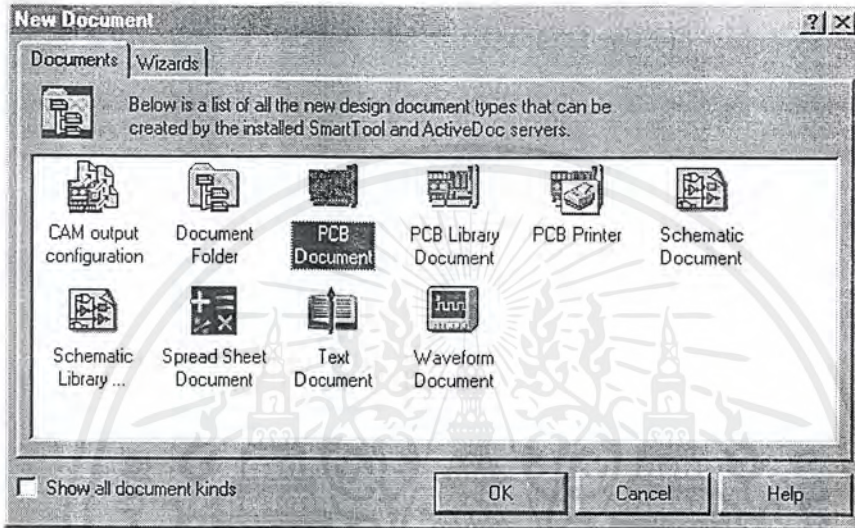 New Document
Documents Wizards
Below is a list of all the new design document types that can be
created by the installed SmartTool and ActiveDoc servers.
CAM output
configuration
Document
Folder
PCB
Document
PCB Library
Document
PCB Printer
Schematic
Document
Schematic
Library ...
Spread Sheet
Document
Text
Document
Waveform
Document
Show all document kinds
OK Cancel Help